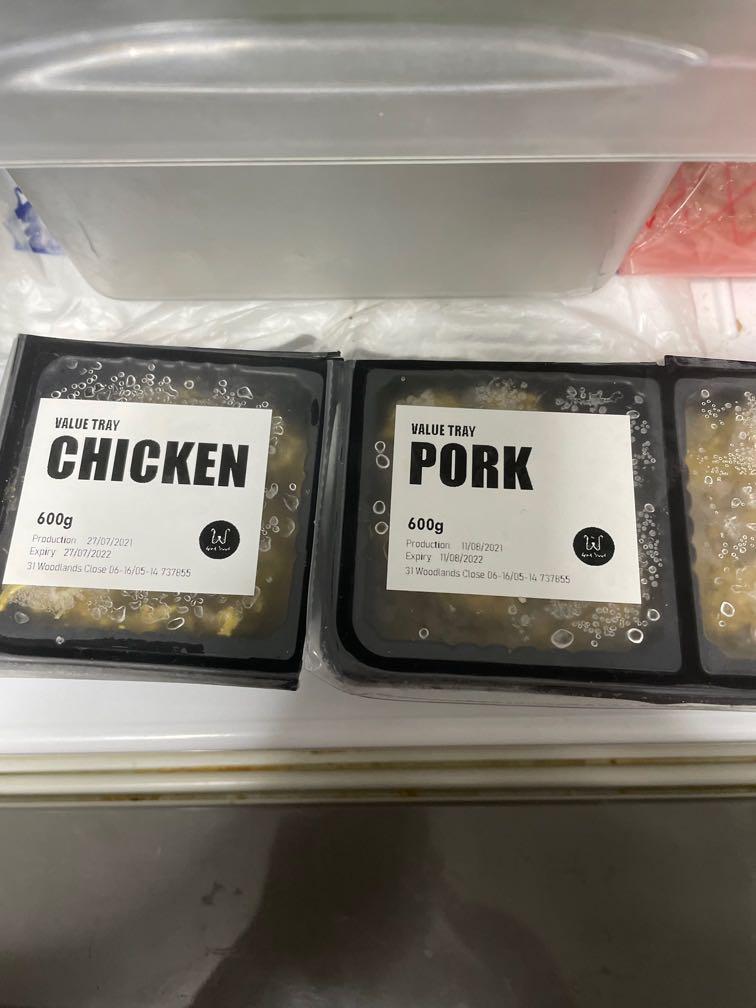 VALUE TRAY
CHICKEN
600g
Production 27/07/2021
Expiry 27/07/2022
31 Woodlands Close 06-16/05-14 737855
VALUE TRAY
PORK
600g
Production 11/08/2021
Expiry 11/08/2022
31 Woodlands Close 06-16/05-14 737855